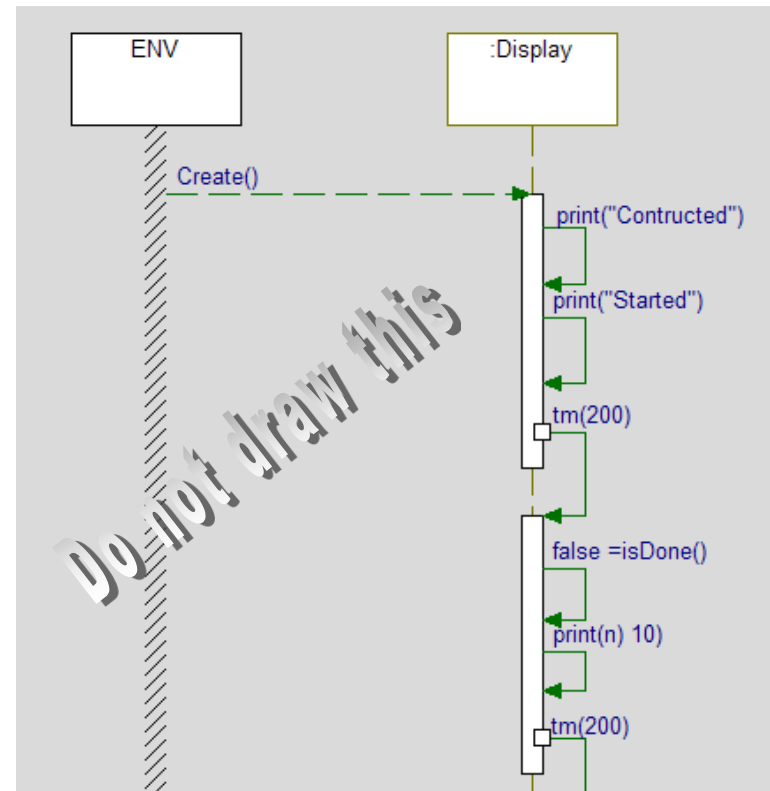 ENV
:Display
Create()
print("Contructed")
print("Started")
tm(200)
Do not draw this
false =isDone()
print(n) 10)
tm(200)